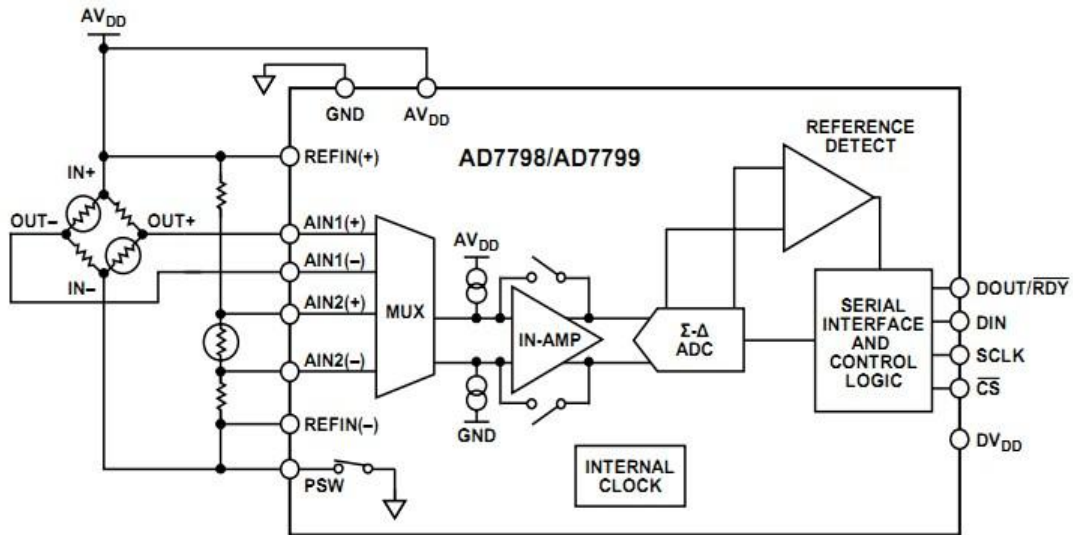 AVDD
GND
AVDD
REFERENCE
DETECT
AD7798/AD7799
REFIN(+)
IN+
OUT–
OUT+
AIN1(+)
AVDD
AIN1(–)
IN–
AIN2(+)
MUX
IN-AMP
Σ-Δ
ADC
SERIAL
INTERFACE
AND
CONTROL
LOGIC
DOUT/RDY
DIN
SCLK
CS
AIN2(–)
REFIN(–)
GND
DVDD
PSW
INTERNAL
CLOCK